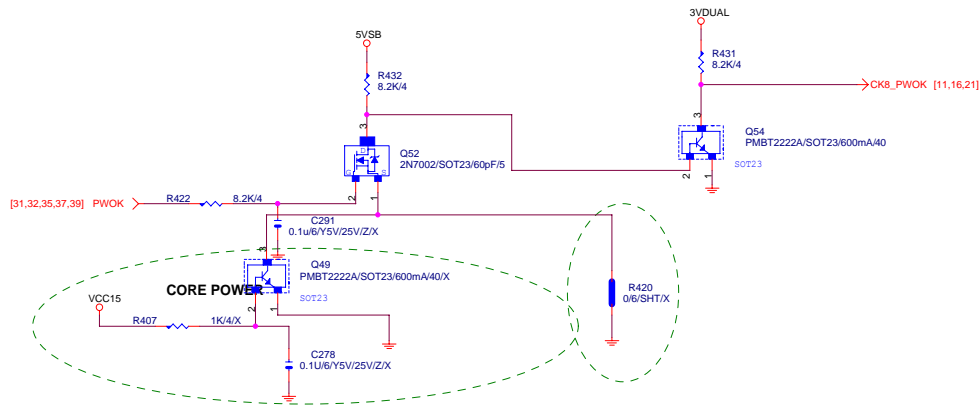 3VDUAL
5VSB
R431
8.2K/4
R432
8.2K/4
CK8_PWOK [11,16,21]
3
3
Q54
PMBT2222A/SOT23/600mA/40
Q52
2N7002/SOT23/60pF/5
D
G
S
SOT23
2
1
2
1
[31,32,35,37,39] PWOK
R422
8.2K/4
C291
0.1u/6/Y5V/25V/Z/X
3
Q49
PMBT2222A/SOT23/600mA/40/X
CORE POWER
SOT23
R420
0/6/SHT/X
VCC15
2
1
R407
1K/4/X
C278
0.1U/6/Y5V/25V/Z/X